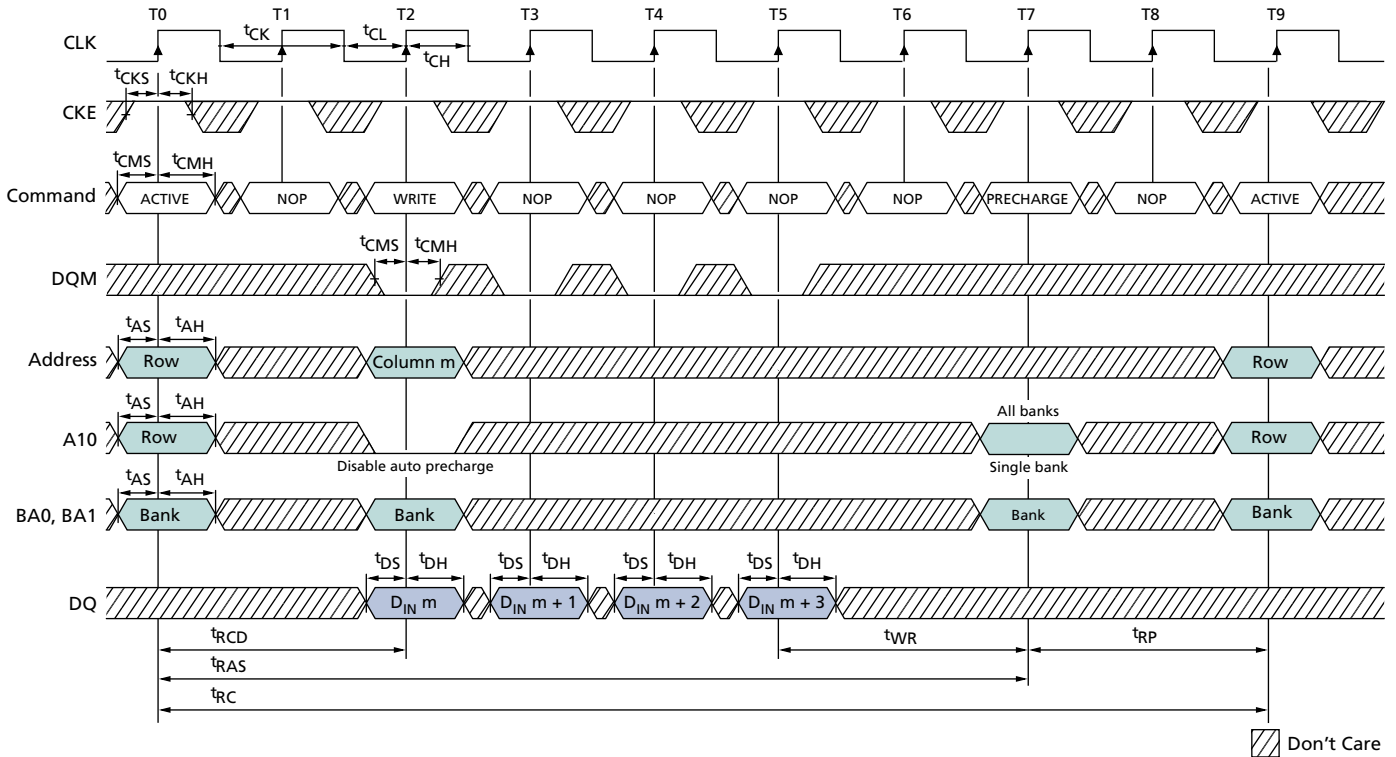 T0 T1 T2 T3 T4 T5 T6 T7 T8 T9
CLK
tCK tCL
tCH
tCKS tCKH
CKE
tCMS tCMH
Command ACTIVE NOP WRITE NOP NOP NOP NOP PRECHARGE NOP ACTIVE
tCMS tCMH
DQM
tAS tAH
Address Row Column m Row
tAS tAH All banks
A10 Row Row
Disable auto precharge Single bank
tAS tAH
BA0, BA1 Bank Bank Bank Bank
tDS tDH tDS tDH tDS tDH tDS tDH
DQ DIN m DIN m + 1 DIN m + 2 DIN m + 3
tRCD tWR tRP
tRAS
tRC
Don't Care